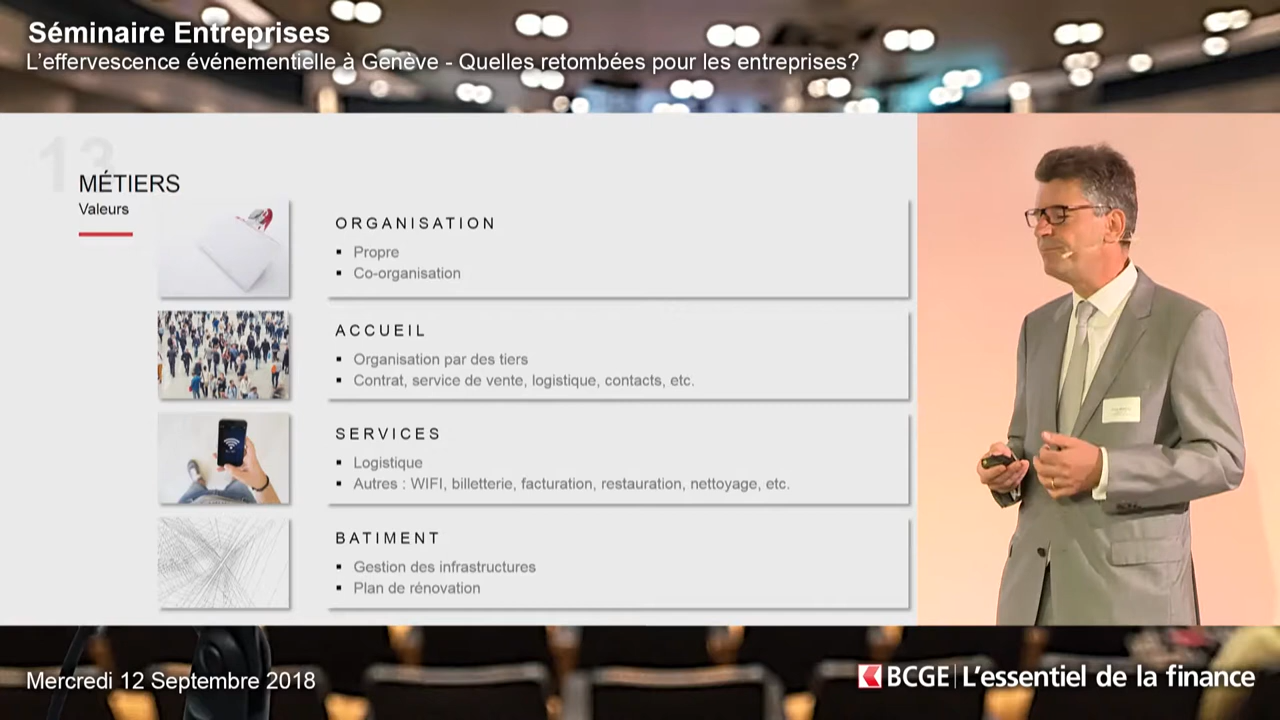 Séminaire Entreprises
L'effervescence événementielle à Genève - Quelles retombées pour les entreprises?
13
MÉTIERS
Valeurs
ORGANISATION
▪ Propre
▪ Co-organisation
ACCUEIL
▪ Organisation par des tiers
▪ Contrat, service de vente, logistique, contacts, etc.
SERVICES
▪ Logistique
▪ Autres : WIFI, billetterie, facturation, restauration, nettoyage, etc.
BATIMENT
▪ Gestion des infrastructures
▪ Plan de rénovation
Mercredi 12 Septembre 2018
BCGE | L'essentiel de la finance